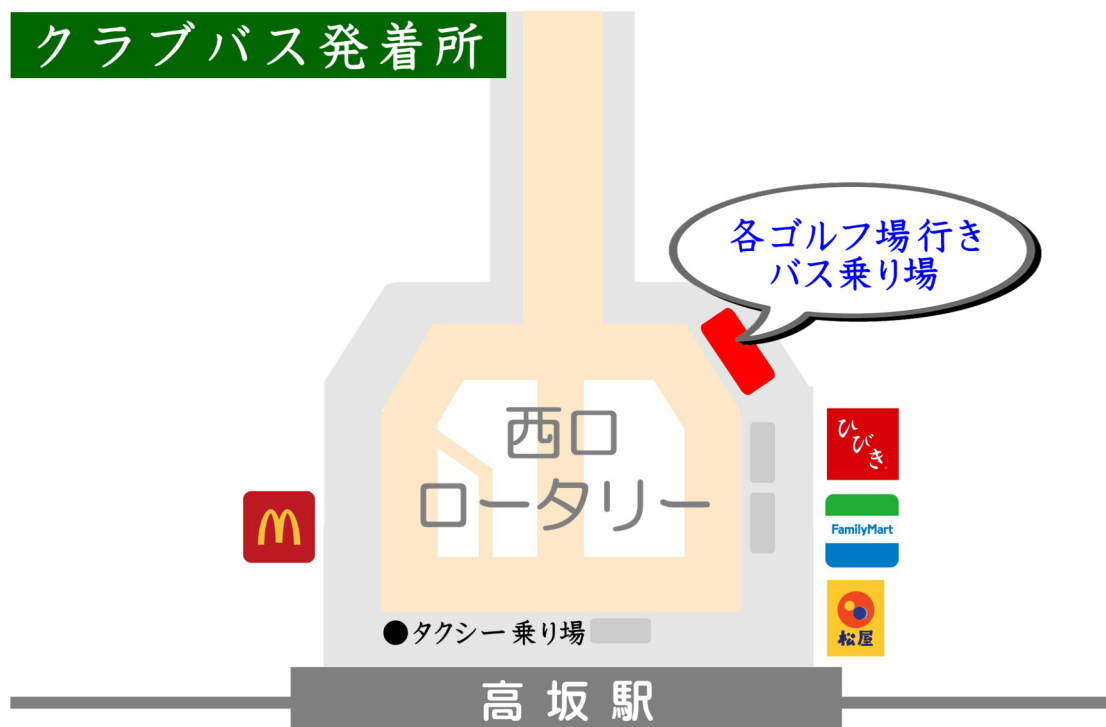 クラブバス発着所
各ゴルフ場行き
バス乗り場
西口
ロータリー
ひびき
FamilyMart
松屋
●タクシー乗り場
高坂駅